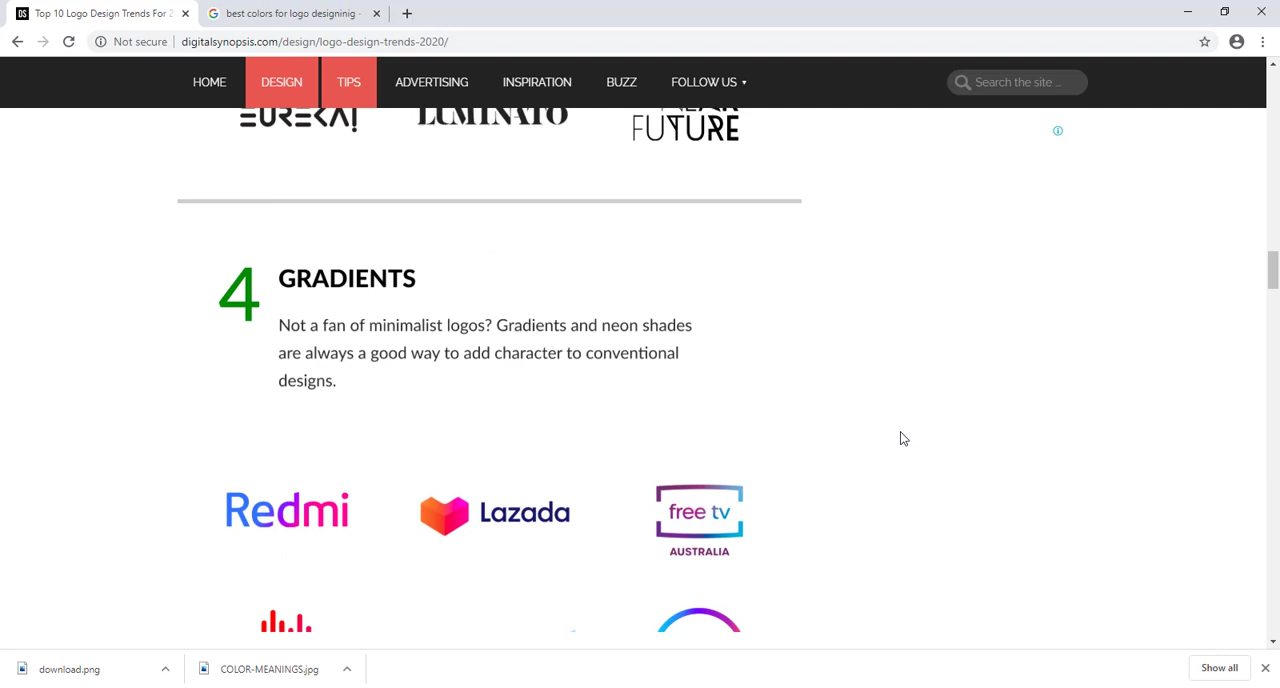 DS Top 10 Logo Design Trends For 2
best colors for logo designinig -
Not secure
digitalsynopsis.com/design/logo-design-trends-2020/
HOME
DESIGN
TIPS
ADVERTISING
INSPIRATION
BUZZ
FOLLOW US
Search the site ...
EUREKA!
LUMINATO
NEAR
FUTURE
4
GRADIENTS
Not a fan of minimalist logos? Gradients and neon shades
are always a good way to add character to conventional
designs.
Redmi
Lazada
free tv
AUSTRALIA
download.png
COLOR-MEANINGS.jpg
Show all